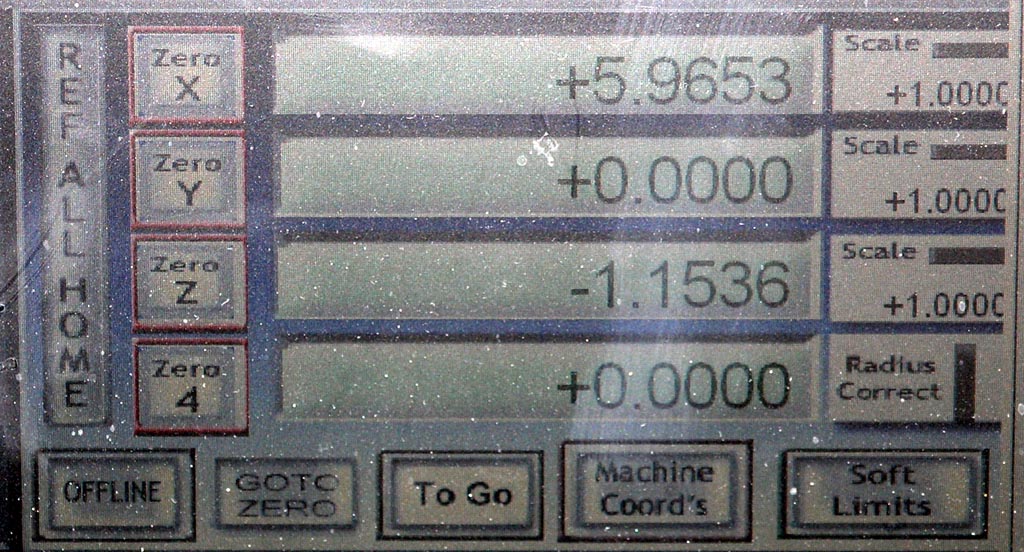 REF ALL HOME
Zero X
+5.9653
Scale
+1.0000
Zero Y
+0.0000
Scale
+1.0000
Zero Z
-1.1536
Scale
+1.0000
Zero 4
+0.0000
Radius
Correct
OFFLINE
GOTO
ZERO
To Go
Machine
Coord's
Soft
Limits